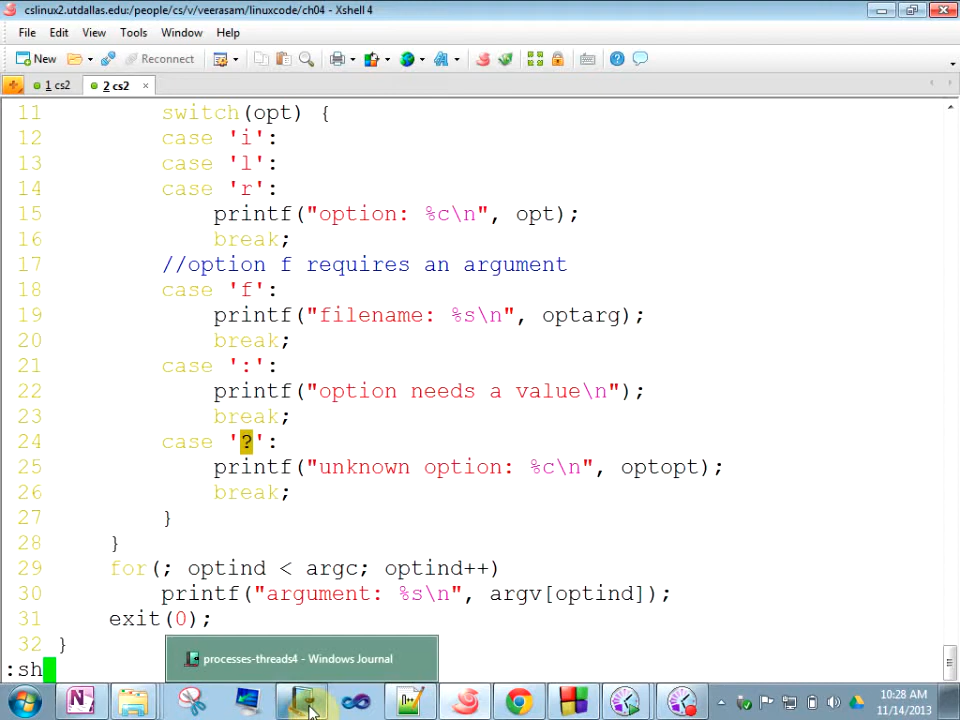 cslinux2.utdallas.edu:/people/cs/v/veerasam/linuxcode/ch04 - Xshell 4
File Edit View Tools Window Help
New Reconnect
1 cs2 2 cs2 ×
11 switch(opt) {
12 case 'i':
13 case 'l':
14 case 'r':
15 printf("option: %c\n", opt);
16 break;
17 //option f requires an argument
18 case 'f':
19 printf("filename: %s\n", optarg);
20 break;
21 case ':':
22 printf("option needs a value\n");
23 break;
24 case '?':
25 printf("unknown option: %c\n", optopt);
26 break;
27 }
28 }
29 for(; optind < argc; optind++)
30 printf("argument: %s\n", argv[optind]);
31 exit(0);
32 }
processes-threads4 - Windows Journal
:sh
10:28 AM
11/14/2013